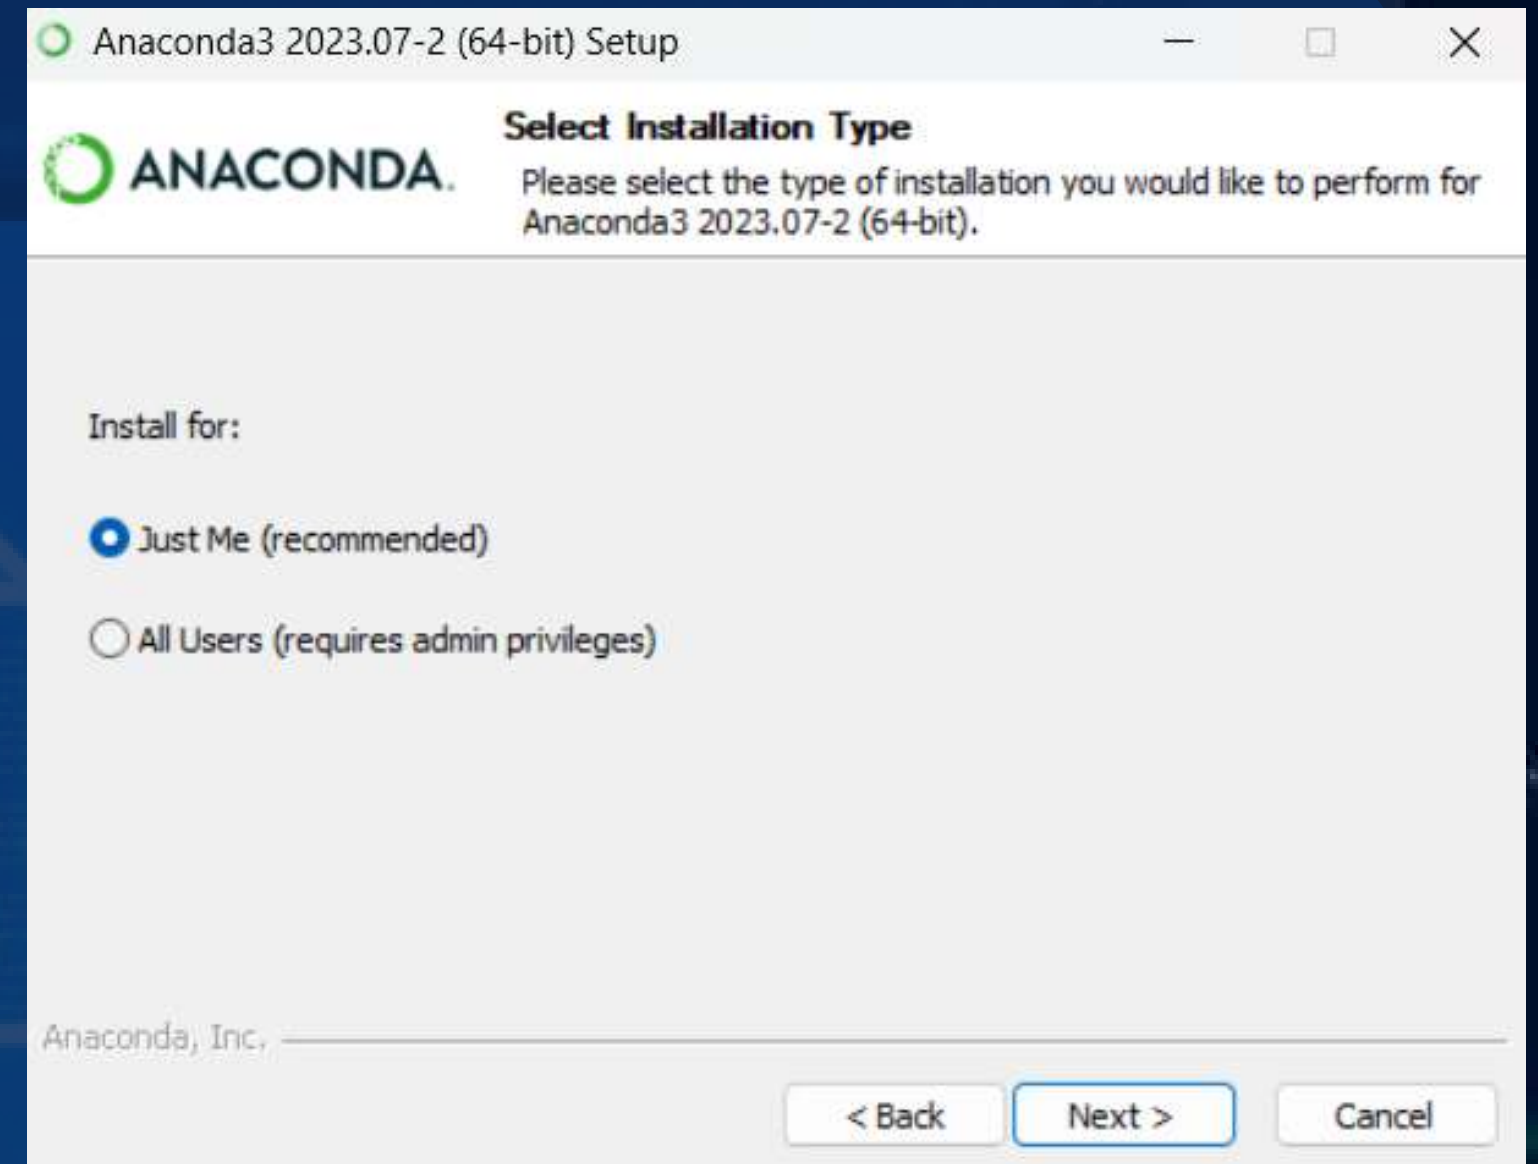 Anaconda3 2023.07-2 (64-bit) Setup
ANACONDA.
Select Installation Type
Please select the type of installation you would like to perform for
Anaconda3 2023.07-2 (64-bit).
Install for:
Just Me (recommended)
All Users (requires admin privileges)
Anaconda, Inc.
< Back
Next >
Cancel